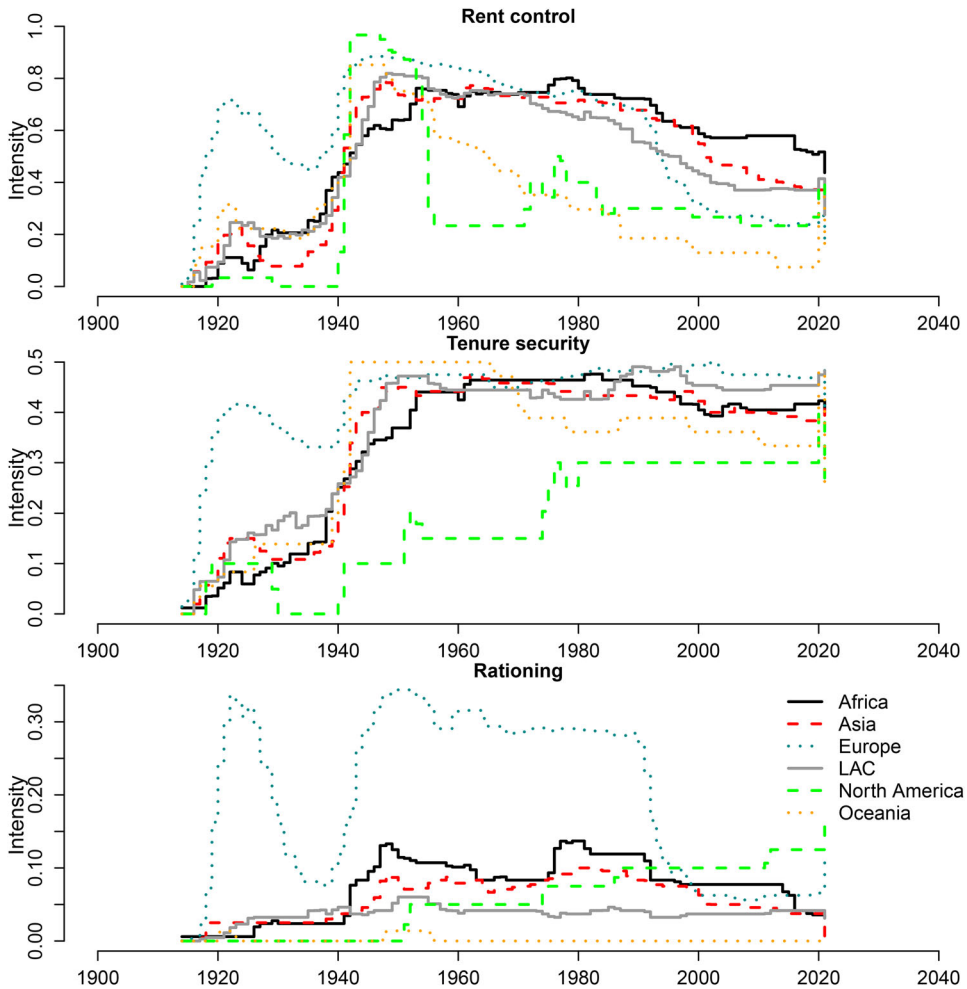 Rent control
Intensity
0.0 0.2 0.4 0.6 0.8 1.0
1900 1920 1940 1960 1980 2000 2020 2040
Tenure security
Intensity
0.0 0.1 0.2 0.3 0.4 0.5
1900 1920 1940 1960 1980 2000 2020 2040
Rationing
Intensity
0.00 0.10 0.20 0.30
Africa
Asia
Europe
LAC
North America
Oceania
1900 1920 1940 1960 1980 2000 2020 2040